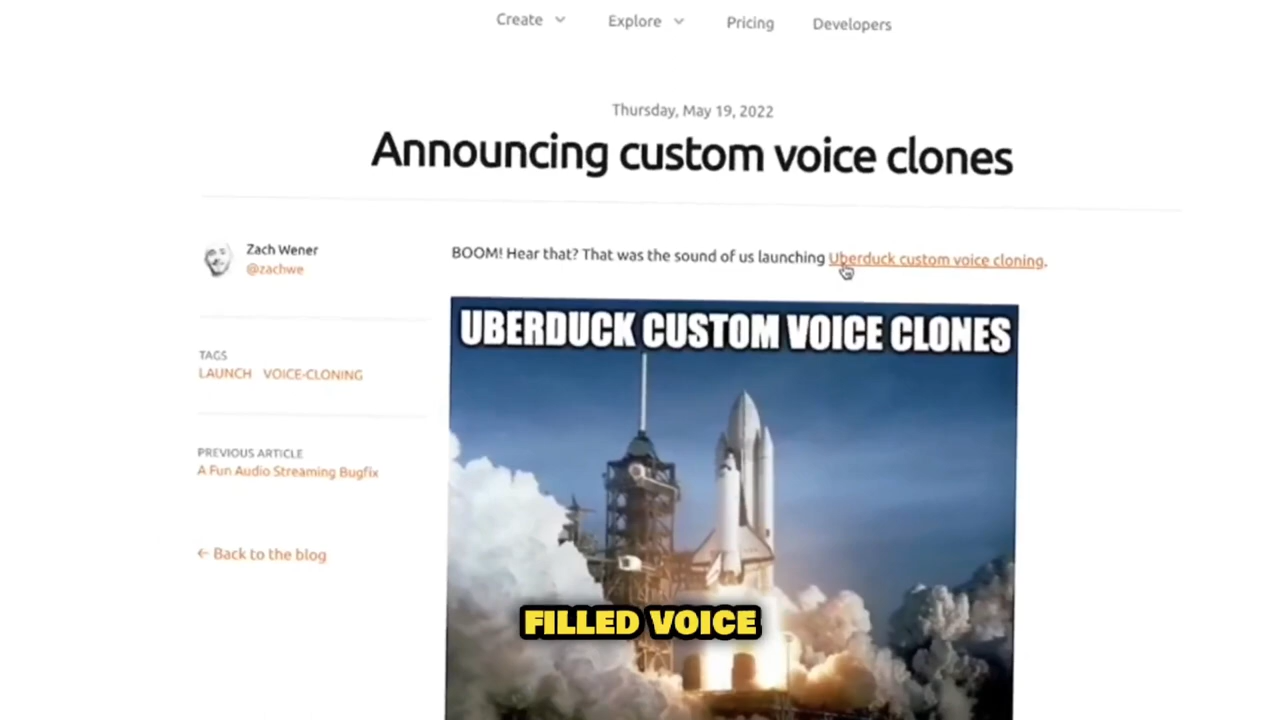 Create Explore Pricing Developers
Thursday, May 19, 2022
Announcing custom voice clones
Zach Wener
@zachwe
BOOM! Hear that? That was the sound of us launching Uberduck custom voice cloning.
UBERDUCK CUSTOM VOICE CLONES
TAGS
LAUNCH VOICE-CLONING
PREVIOUS ARTICLE
A Fun Audio Streaming Bugfix
← Back to the blog
FILLED VOICE